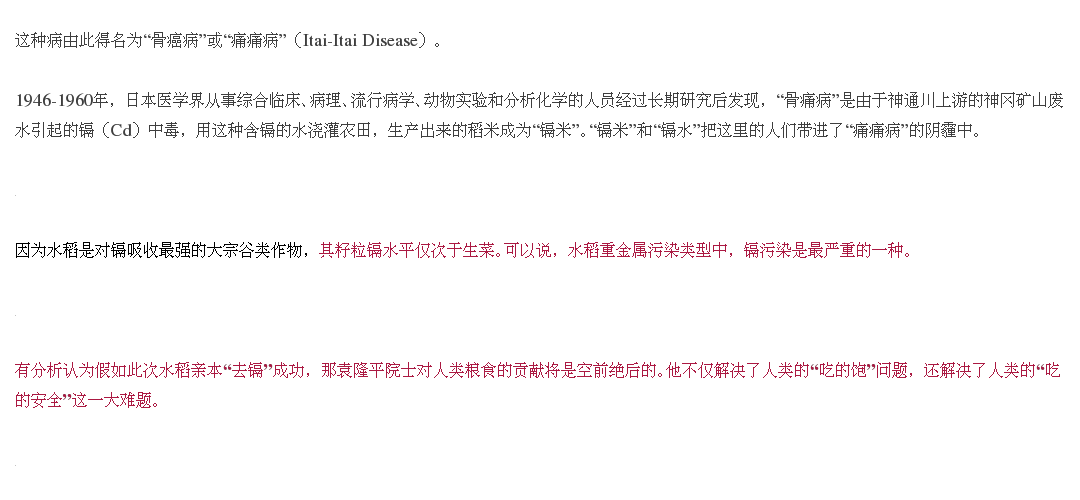 这种病由此得名为“骨癌病”或“痛痛病”（Itai-Itai Disease）。
1946-1960年，日本医学界从事综合临床、病理、流行病学、动物实验和分析化学的人员经过长期研究后发现，“骨痛病”是由于神通川上游的神冈矿山废
水引起的镉（Cd）中毒，用这种含镉的水浇灌农田，生产出来的稻米成为“镉米”。“镉米”和“镉水”把这里的人们带进了“痛痛病”的阴霾中。
因为水稻是对镉吸收最强的大宗谷类作物，其籽粒镉水平仅次于生菜。可以说，水稻重金属污染类型中，镉污染是最严重的一种。
有分析认为假如此次水稻亲本“去镉”成功，那袁隆平院士对人类粮食的贡献将是空前绝后的。他不仅解决了人类的“吃的饱”问题，还解决了人类的“吃
的安全”这一大难题。